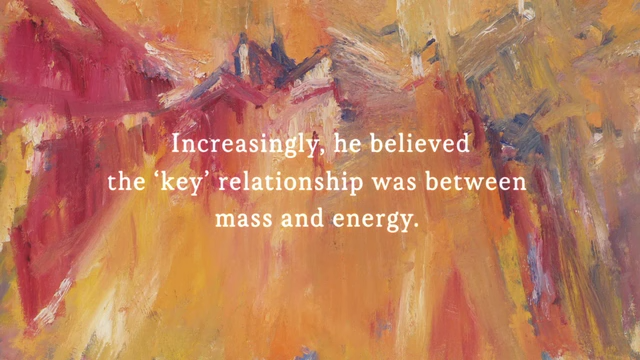 Increasingly, he believed
the ‘key’ relationship was between
mass and energy.